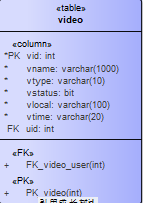 «table»
video
«column»
*PK vid: int
* vname: varchar(1000)
* vtype: varchar(10)
* vstatus: bit
* vlocal: varchar(100)
* vtime: varchar(20)
FK uid: int
«FK»
+ FK_video_user(int)
«PK»
+ PK_video(int)